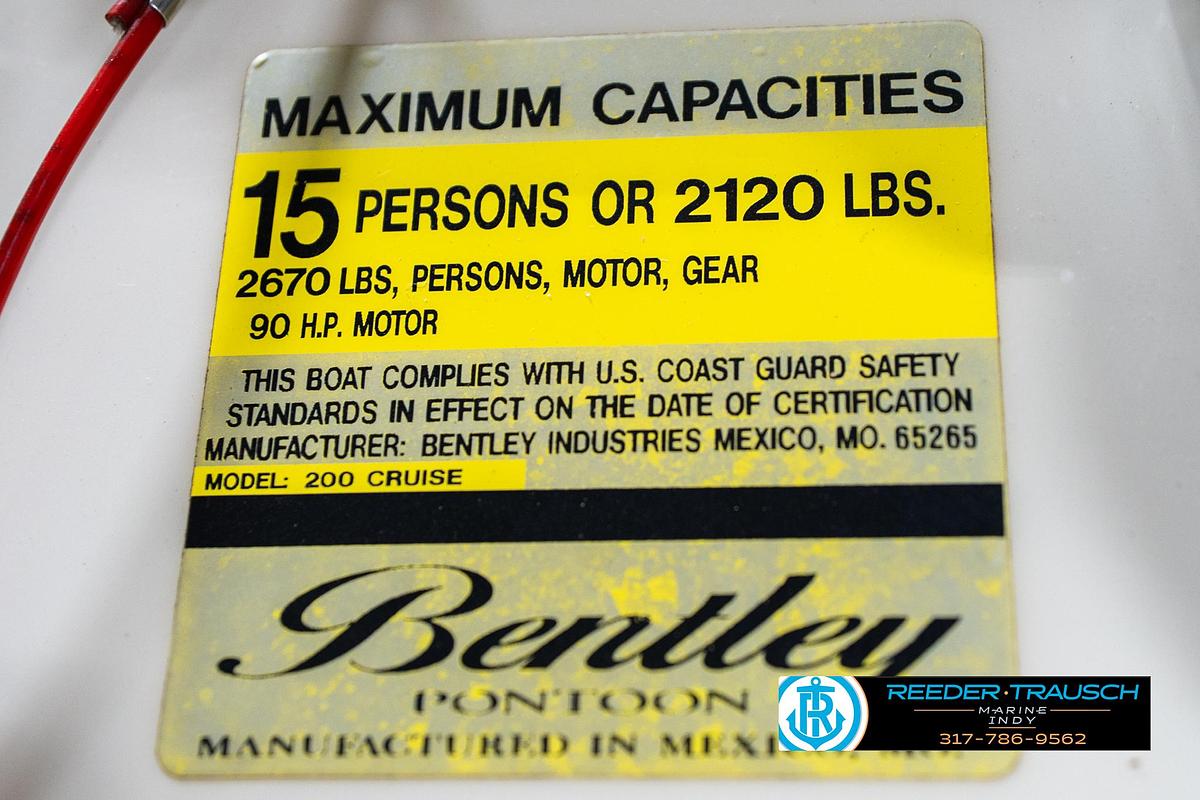 MAXIMUM CAPACITIES
15 PERSONS OR 2120 LBS.
2670 LBS, PERSONS, MOTOR, GEAR
90 H.P. MOTOR
THIS BOAT COMPLIES WITH U.S. COAST GUARD SAFETY
STANDARDS IN EFFECT ON THE DATE OF CERTIFICATION
MANUFACTURER: BENTLEY INDUSTRIES MEXICO, MO. 65265
MODEL: 200 CRUISE
Bentley
PONTOON
MANUFACTURED IN
REEDER·TRAUSCH
MARINE
INDY
317-786-9562